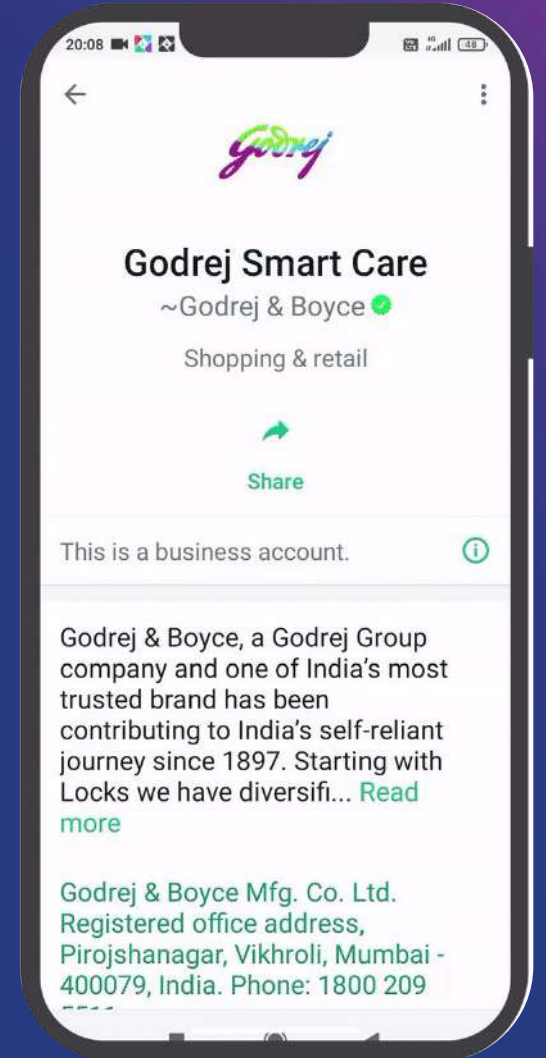 20:08
4G
48
Godrej
Godrej Smart Care
~Godrej & Boyce
Shopping & retail
Share
This is a business account.
Godrej & Boyce, a Godrej Group
company and one of India's most
trusted brand has been
contributing to India's self-reliant
journey since 1897. Starting with
Locks we have diversifi... Read
more
Godrej & Boyce Mfg. Co. Ltd.
Registered office address,
Pirojshanagar, Vikhroli, Mumbai -
400079, India. Phone: 1800 209